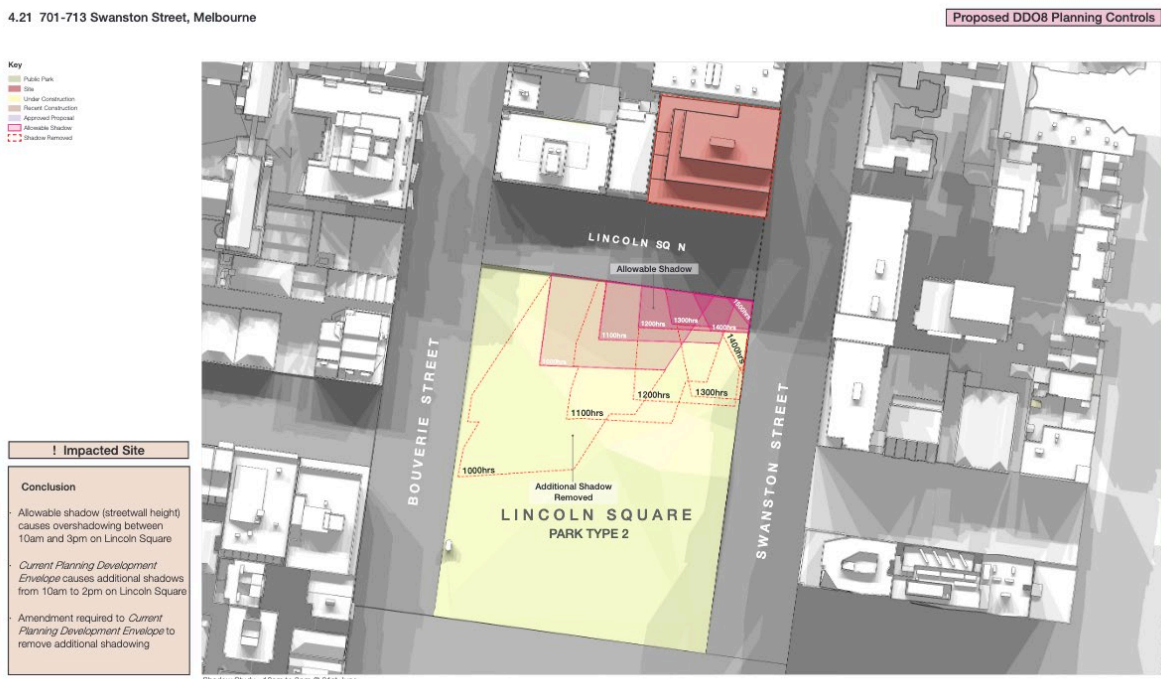 4.21 701-713 Swanston Street, Melbourne
Proposed DDO8 Planning Controls
Key
Public Park
Site
Under Construction
Recent Construction
Approved Proposal
Allowable Shadow
Shadow Removed
LINCOLN SQ N
Allowable Shadow
1500hrs
1200hrs
1300hrs
1400hrs
1100hrs
1400hrs
1000hrs
1200hrs
1300hrs
1100hrs
1000hrs
BOUVERIE STREET
SWANSTON STREET
Additional Shadow
Removed
LINCOLN SQUARE
PARK TYPE 2
! Impacted Site
Conclusion
· Allowable shadow (streetwall height)
causes overshadowing between
10am and 3pm on Lincoln Square
· Current Planning Development
Envelope causes additional shadows
from 10am to 2pm on Lincoln Square
· Amendment required to Current
Planning Development Envelope to
remove additional shadowing